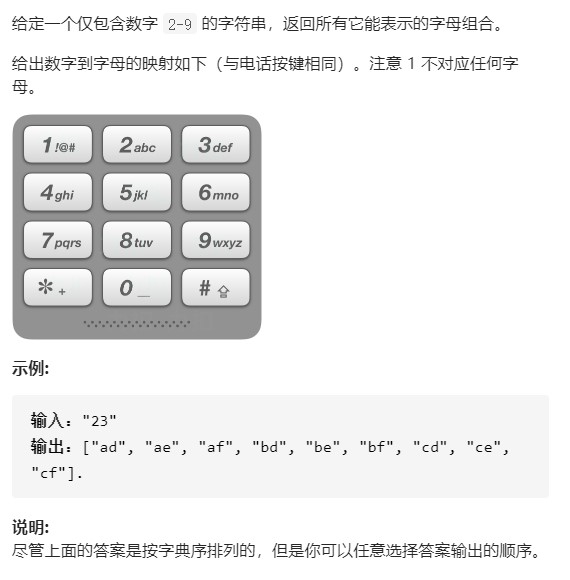 给定一个仅包含数字 2-9 的字符串，返回所有它能表示的字母组合。
给出数字到字母的映射如下（与电话按键相同）。注意 1 不对应任何字
母。
1 !@# 2 abc 3 def
4 ghi 5 jkl 6 mno
7 pqrs 8 tuv 9 wxyz
* + 0 _ #
示例:
输入："23"
输出：["ad", "ae", "af", "bd", "be", "bf", "cd", "ce",
"cf"].
说明:
尽管上面的答案是按字典序排列的，但是你可以任意选择答案输出的顺序。